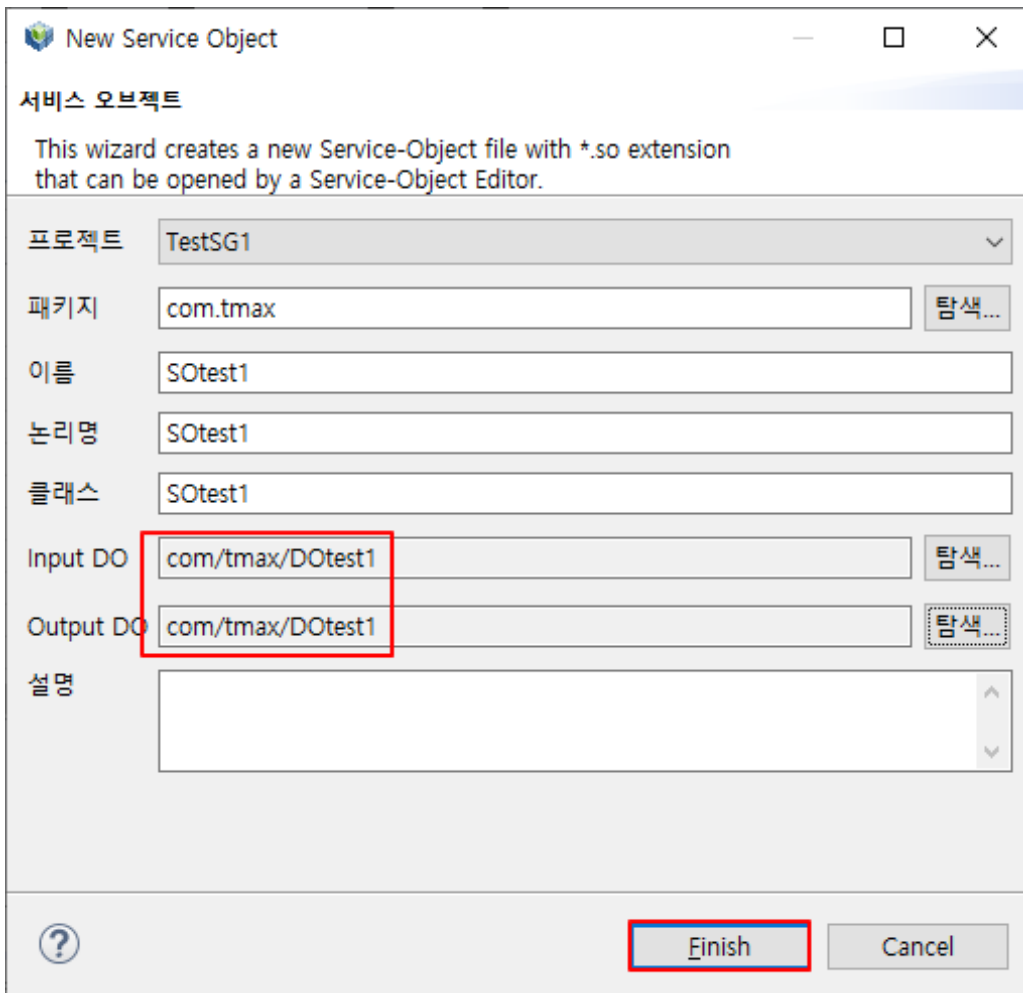 New Service Object
서비스 오브젝트
This wizard creates a new Service-Object file with *.so extension
that can be opened by a Service-Object Editor.
프로젝트 TestSG1
패키지 com.tmax 탐색...
이름 SOtest1
논리명 SOtest1
클래스 SOtest1
Input DO com/tmax/DOtest1 탐색...
Output DO com/tmax/DOtest1 탐색...
설명
? Finish Cancel